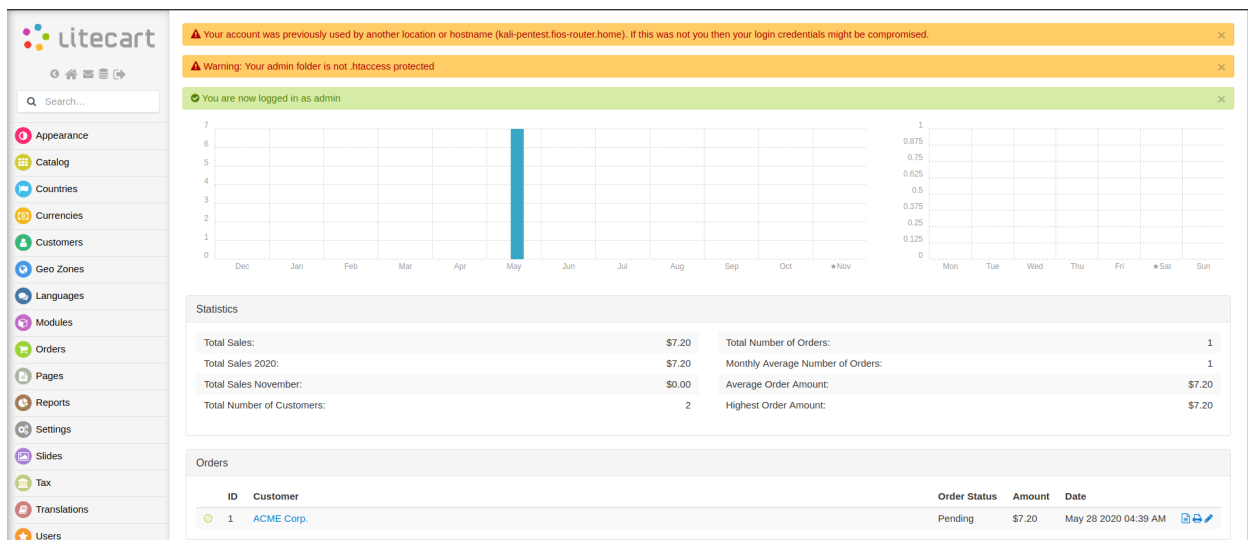 Litecart
Search...
Appearance
Catalog
Countries
Currencies
Customers
Geo Zones
Languages
Modules
Orders
Pages
Reports
Settings
Slides
Tax
Translations
Users
Your account was previously used by another location or hostname (kali-pentest.fios-router.home). If this was not you then your login credentials might be compromised. ×
Warning: Your admin folder is not .htaccess protected ×
You are now logged in as admin ×
7
6
5
4
3
2
1
0
Dec Jan Feb Mar Apr May Jun Jul Aug Sep Oct ★Nov
1
0.875
0.75
0.625
0.5
0.375
0.25
0.125
0
Mon Tue Wed Thu Fri ★Sat Sun
Statistics
Total Sales: $7.20 Total Number of Orders: 1
Total Sales 2020: $7.20 Monthly Average Number of Orders: 1
Total Sales November: $0.00 Average Order Amount: $7.20
Total Number of Customers: 2 Highest Order Amount: $7.20
Orders
ID Customer Order Status Amount Date
1 ACME Corp. Pending $7.20 May 28 2020 04:39 AM